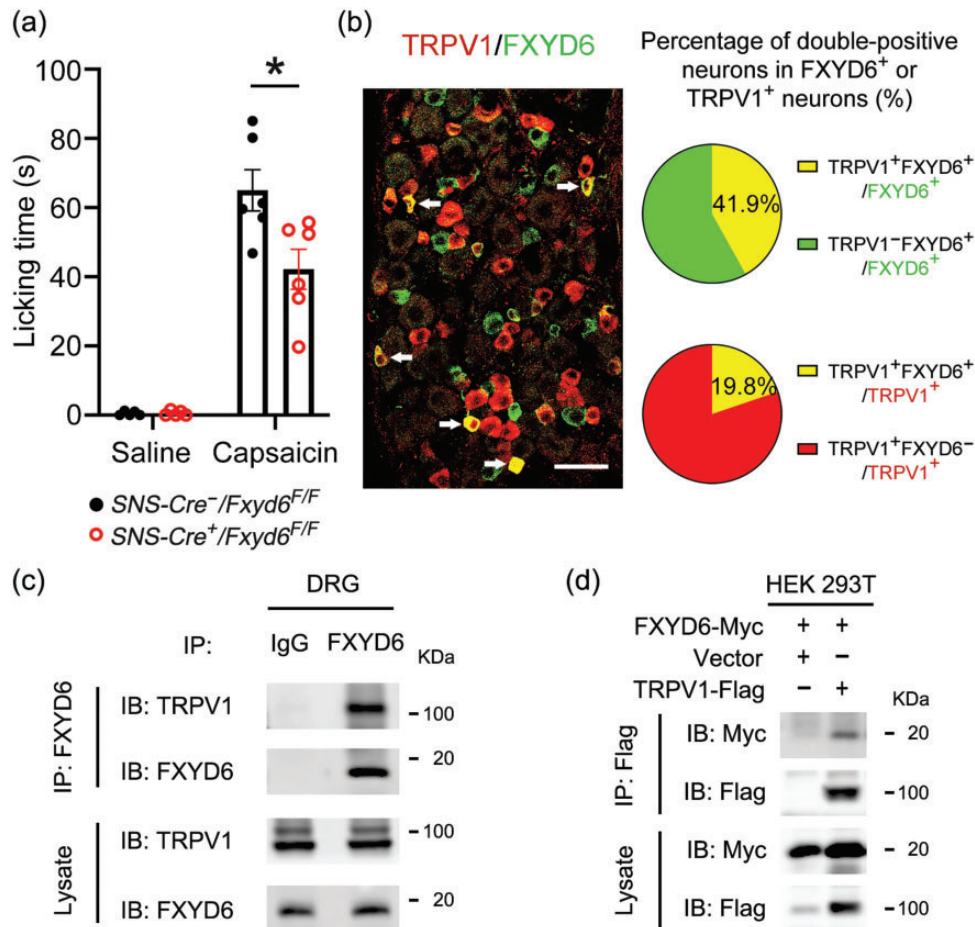 (a)
Licking time (s)
100
80
60
40
20
0
*
Saline
Capsaicin
SNS-Cre⁻/Fxyd6ᶠ/ᶠ
SNS-Cre⁺/Fxyd6ᶠ/ᶠ
(b)
TRPV1/FXYD6
Percentage of double-positive
neurons in FXYD6⁺ or
TRPV1⁺ neurons (%)
41.9%
TRPV1⁺FXYD6⁺
/FXYD6⁺
TRPV1⁻FXYD6⁺
/FXYD6⁺
19.8%
TRPV1⁺FXYD6⁺
/TRPV1⁺
TRPV1⁺FXYD6⁻
/TRPV1⁺
(c)
DRG
IP: IgG FXYD6 KDa
IP: FXYD6
IB: TRPV1 - 100
IB: FXYD6 - 20
Lysate
IB: TRPV1 - 100
IB: FXYD6 - 20
(d)
HEK 293T
FXYD6-Myc + +
Vector + −
TRPV1-Flag − + KDa
IP: Flag
IB: Myc - 20
IB: Flag - 100
Lysate
IB: Myc - 20
IB: Flag - 100